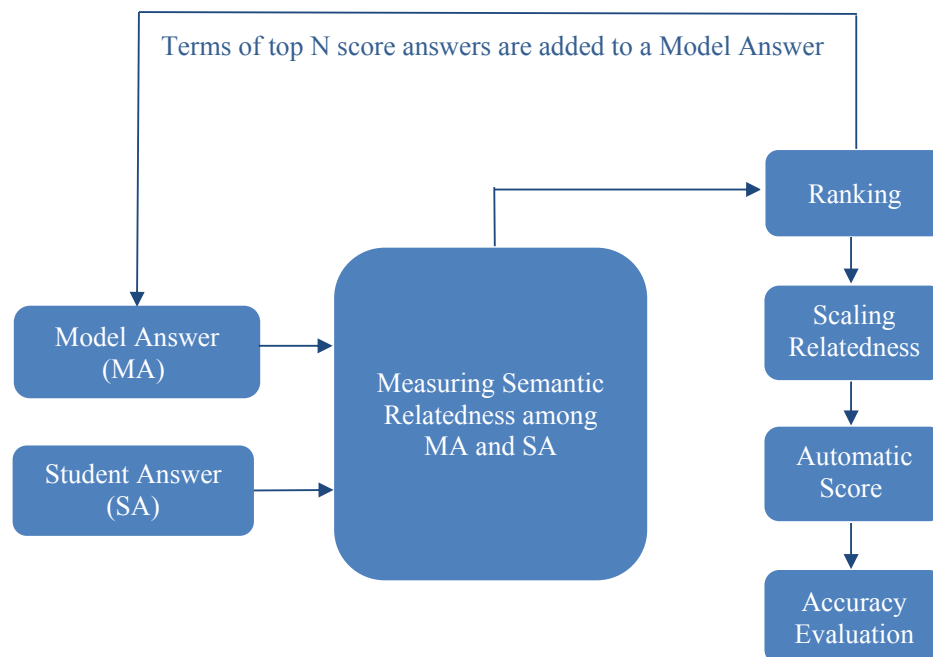 Terms of top N score answers are added to a Model Answer
Ranking
Model Answer
(MA)
Student Answer
(SA)
Measuring Semantic
Relatedness among
MA and SA
Scaling
Relatedness
Automatic
Score
Accuracy
Evaluation